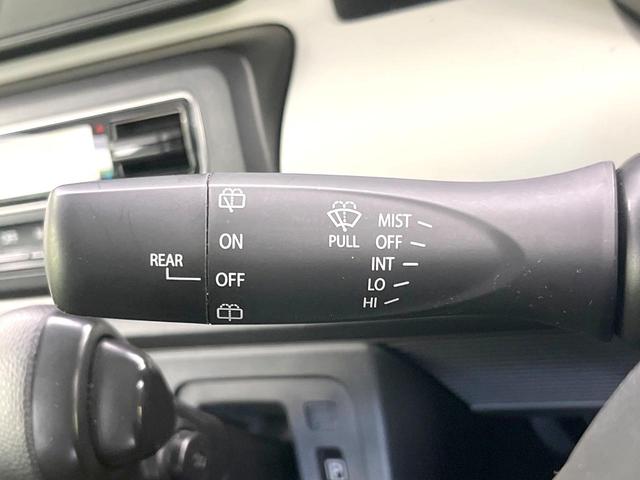 REAR
ON
OFF
PULL
MIST
OFF
INT
LO
HI